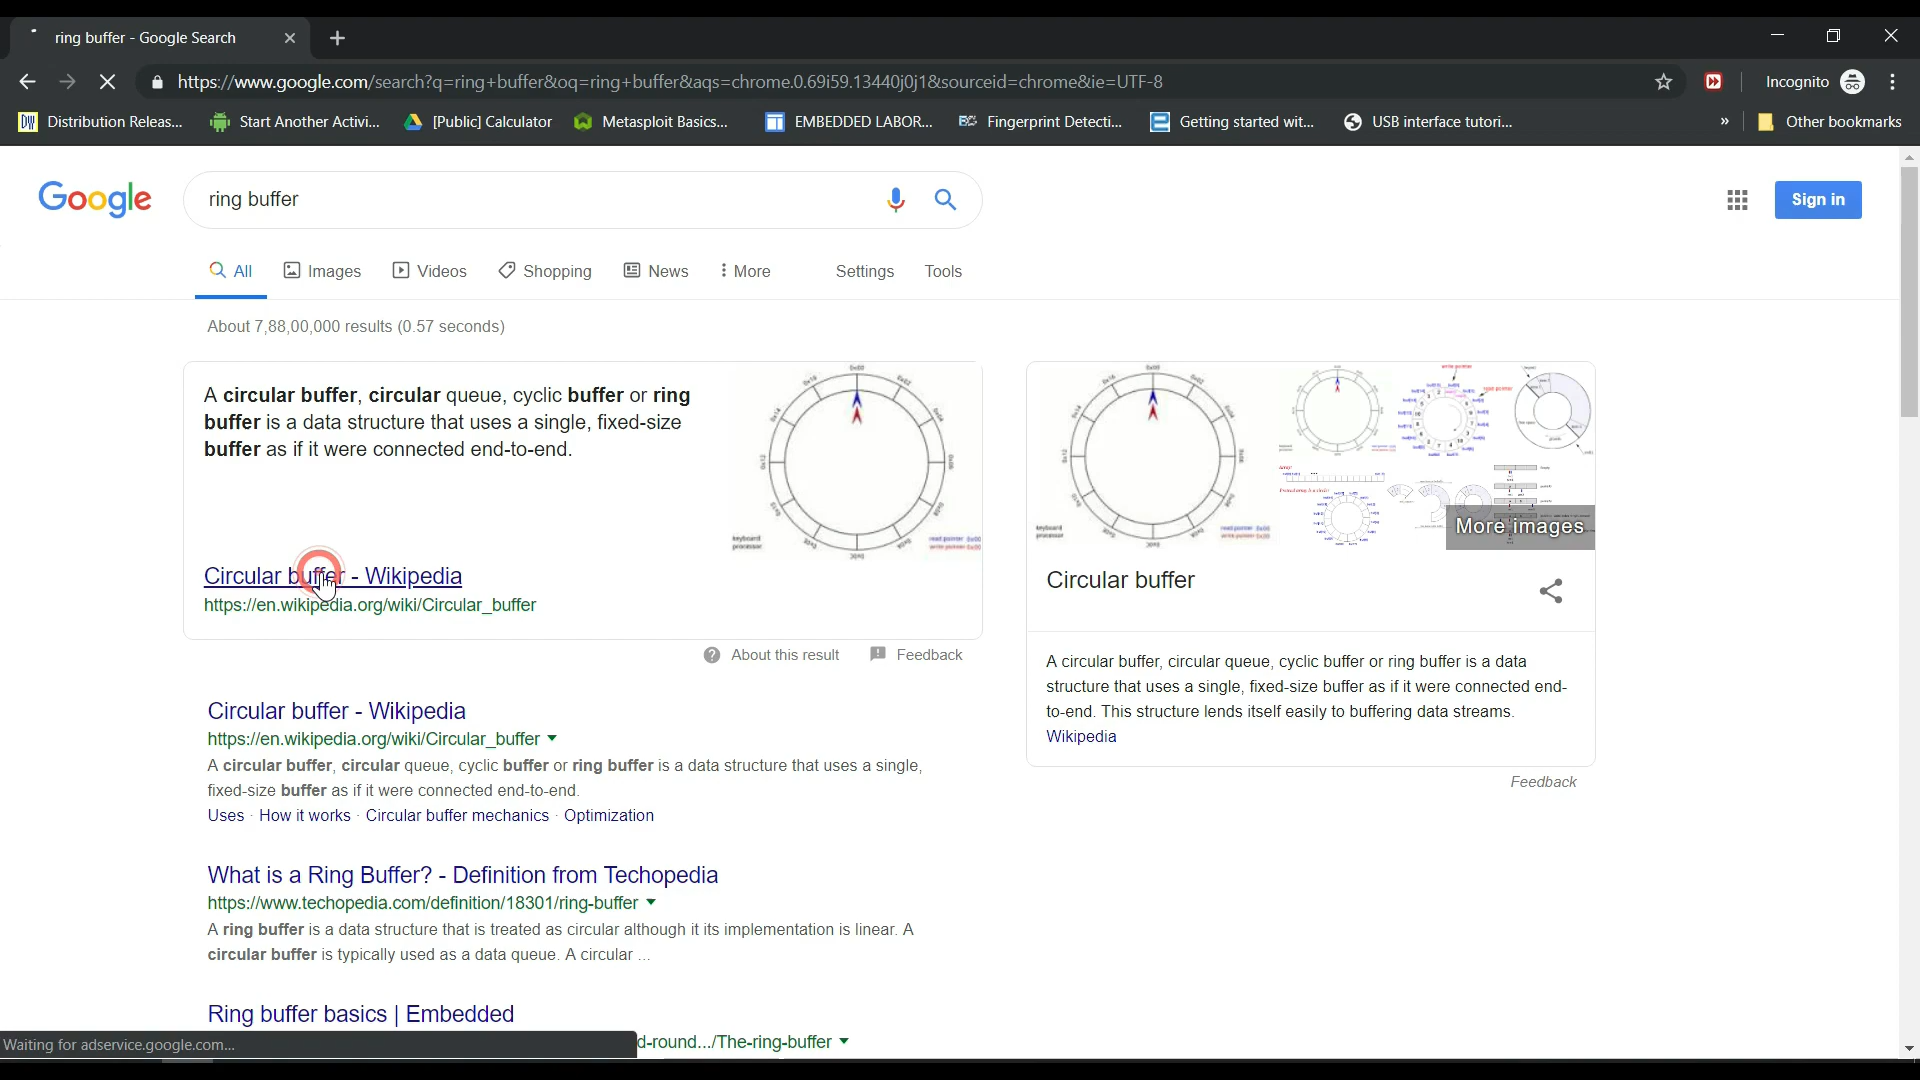 ring buffer - Google Search
https://www.google.com/search?q=ring+buffer&oq=ring+buffer&aqs=chrome.0.69i59.13440j0j1&sourceid=chrome&ie=UTF-8
Incognito
Distribution Releas...
Start Another Activi...
[Public] Calculator
Metasploit Basics...
EMBEDDED LABOR...
Fingerprint Detecti...
Getting started wit...
USB interface tutori...
»
Other bookmarks
Google
ring buffer
Sign in
All
Images
Videos
Shopping
News
More
Settings
Tools
About 7,88,00,000 results (0.57 seconds)
A circular buffer, circular queue, cyclic buffer or ring
buffer is a data structure that uses a single, fixed-size
buffer as if it were connected end-to-end.
Circular buffer - Wikipedia
https://en.wikipedia.org/wiki/Circular_buffer
About this result
Feedback
More images
Circular buffer
A circular buffer, circular queue, cyclic buffer or ring buffer is a data
structure that uses a single, fixed-size buffer as if it were connected end-
to-end. This structure lends itself easily to buffering data streams.
Wikipedia
Feedback
Circular buffer - Wikipedia
https://en.wikipedia.org/wiki/Circular_buffer
A circular buffer, circular queue, cyclic buffer or ring buffer is a data structure that uses a single,
fixed-size buffer as if it were connected end-to-end.
Uses · How it works · Circular buffer mechanics · Optimization
What is a Ring Buffer? - Definition from Techopedia
https://www.techopedia.com/definition/18301/ring-buffer
A ring buffer is a data structure that is treated as circular although it its implementation is linear. A
circular buffer is typically used as a data queue. A circular ...
Ring buffer basics | Embedded
d-round.../The-ring-buffer
Waiting for adservice.google.com...